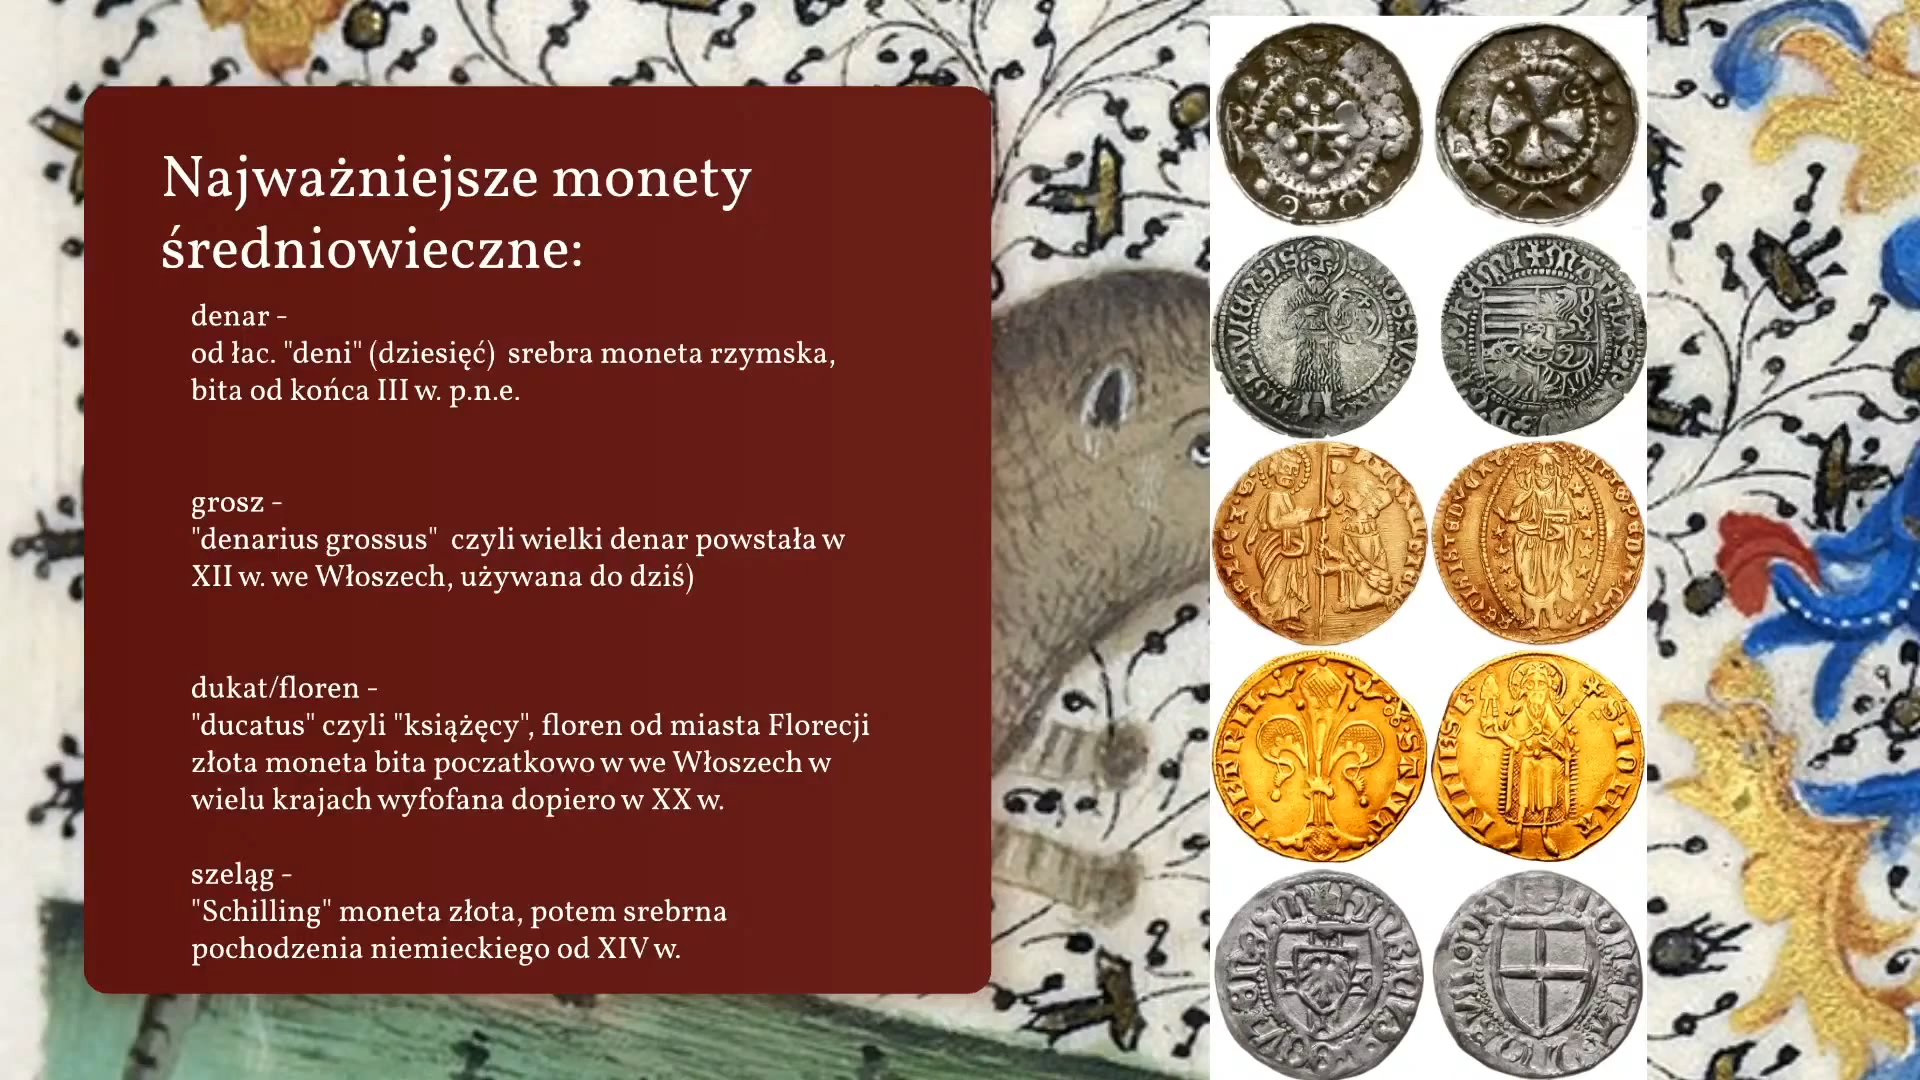 Najważniejsze monety
średniowieczne:
denar -
od łac. "deni" (dziesięć) srebra moneta rzymska,
bita od końca III w. p.n.e.
grosz -
"denarius grossus" czyli wielki denar powstała w
XII w. we Włoszech, używana do dziś)
dukat/floren -
"ducatus" czyli "książęcy", floren od miasta Florecji
złota moneta bita poczatkowo w we Włoszech w
wielu krajach wyfofana dopiero w XX w.
szeląg -
"Schilling" moneta złota, potem srebrna
pochodzenia niemieckiego od XIV w.